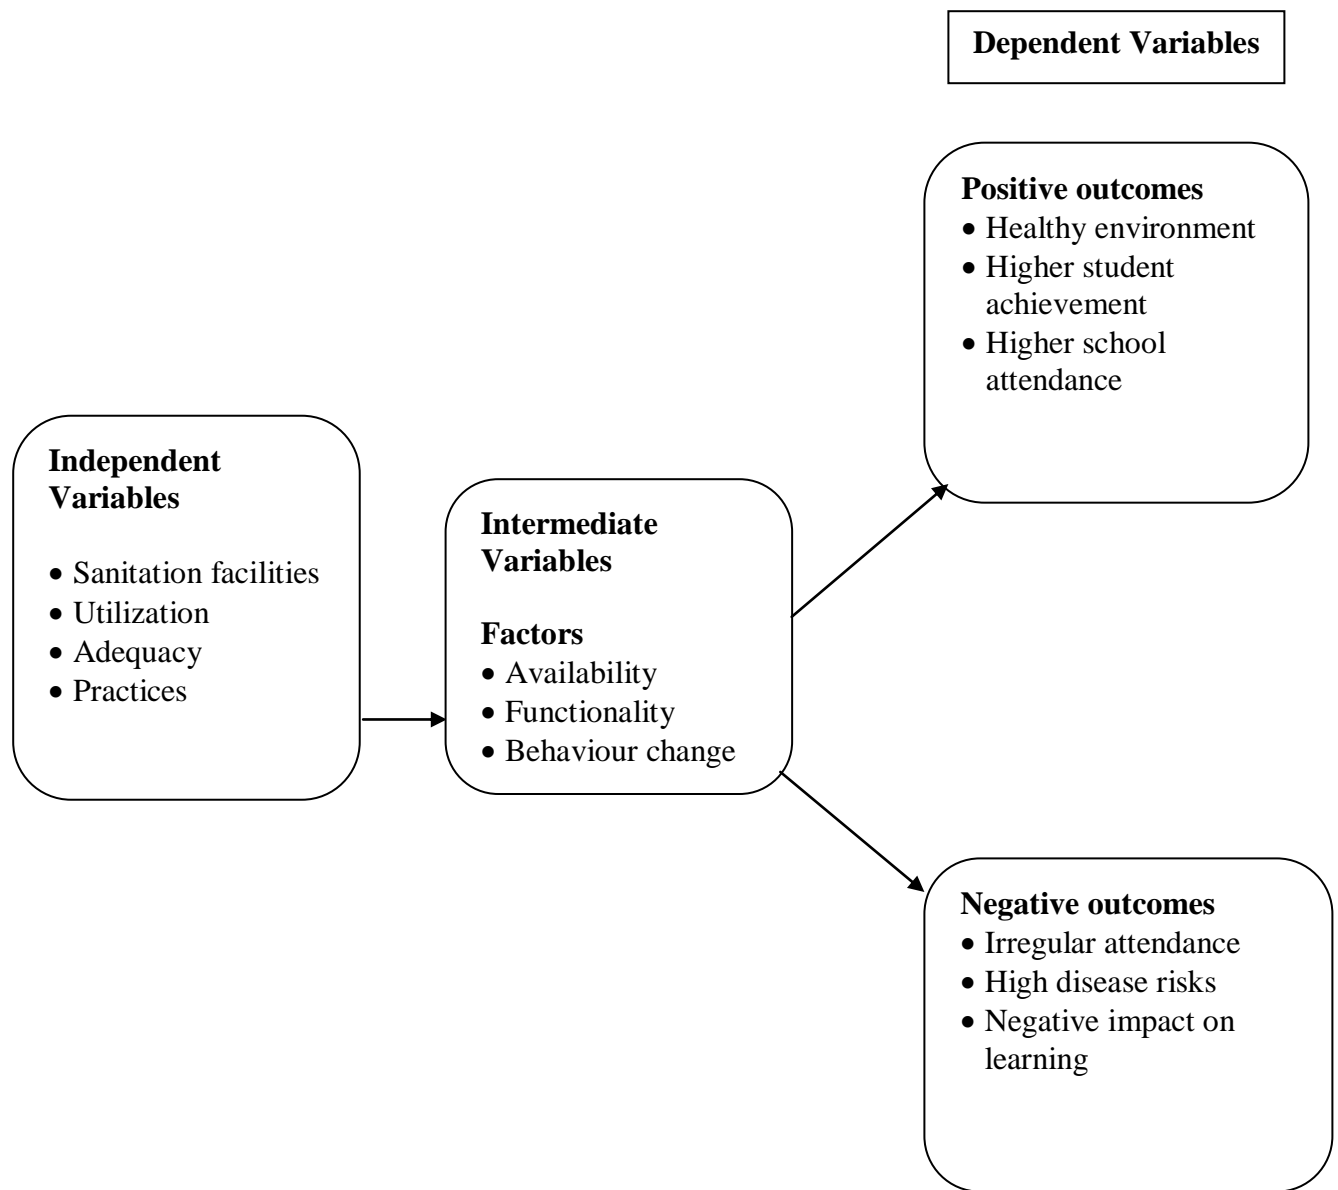 Dependent Variables
Positive outcomes
• Healthy environment
• Higher student
achievement
• Higher school
attendance
Independent
Variables
• Sanitation facilities
• Utilization
• Adequacy
• Practices
Intermediate
Variables
Factors
• Availability
• Functionality
• Behaviour change
Negative outcomes
• Irregular attendance
• High disease risks
• Negative impact on
learning